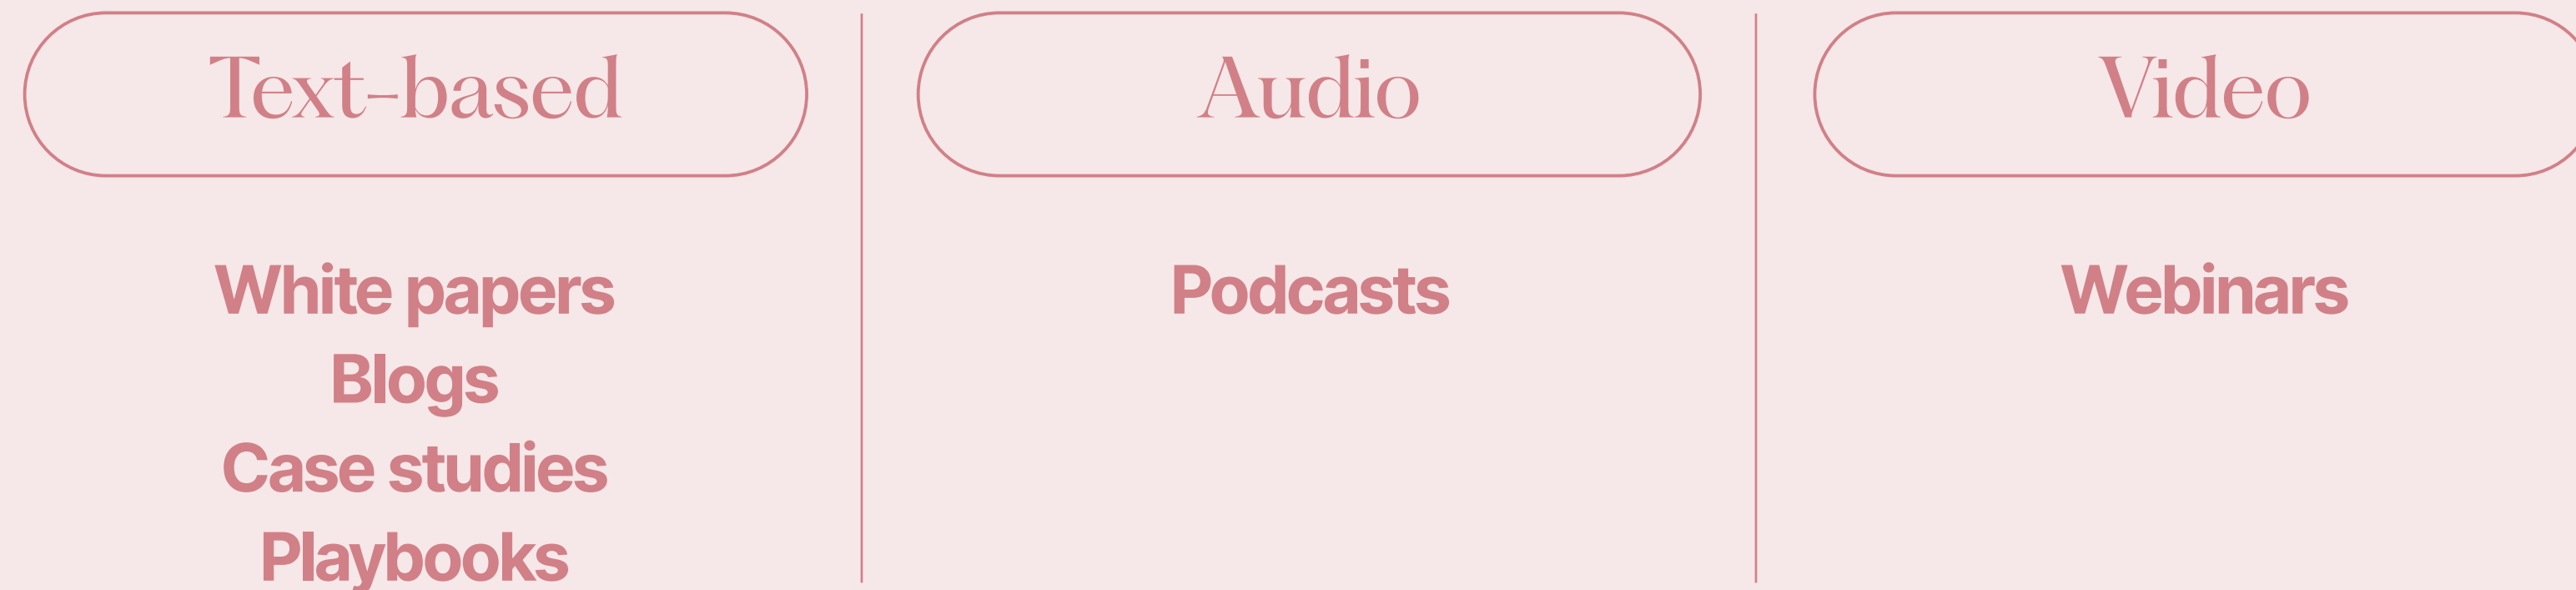 Text-based
White papers
Blogs
Case studies
Playbooks
Audio
Podcasts
Video
Webinars